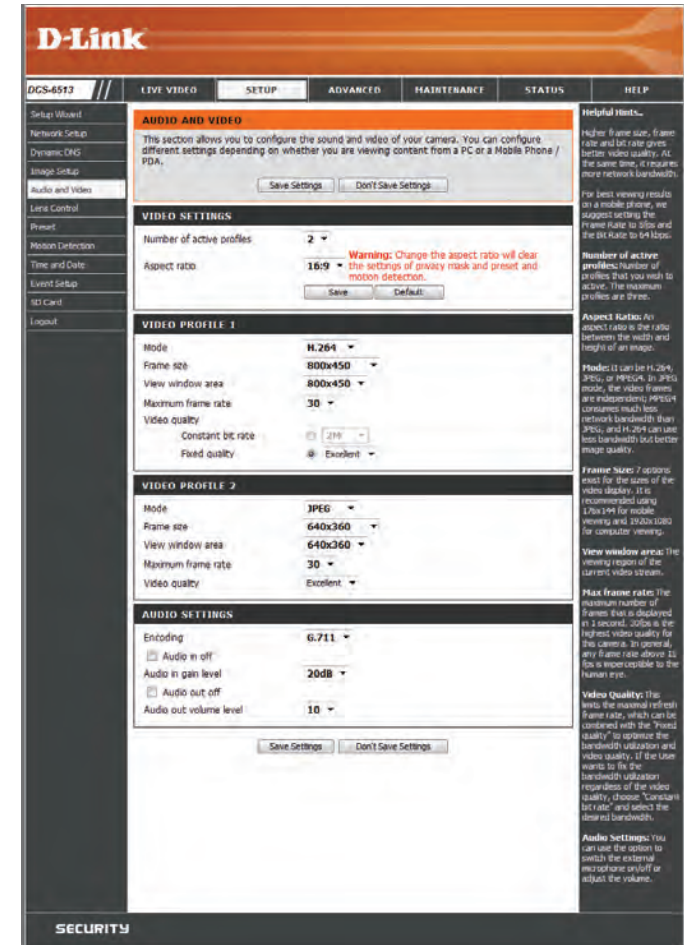 D-Link
DCS-6513 //
LIVE VIDEO SETUP ADVANCED MAINTENANCE STATUS HELP
Setup Wizard
Network Setup
Dynamic DNS
Image Setup
Audio and Video
Lens Control
Preset
Motion Detection
Time and Date
Event Setup
SD Card
Logout
AUDIO AND VIDEO
This section allows you to configure the sound and video of your camera. You can configure
different settings depending on whether you are viewing content from a PC or a Mobile Phone /
PDA.
Save Settings Don't Save Settings
VIDEO SETTINGS
Number of active profiles 2
Aspect ratio 16:9
Warning: Change the aspect ratio will clear
the settings of privacy mask and preset and
motion detection.
Save Default
VIDEO PROFILE 1
Mode H.264
Frame size 800x450
View window area 800x450
Maximum frame rate 30
Video quality
Constant bit rate 2M
Fixed quality Excellent
VIDEO PROFILE 2
Mode JPEG
Frame size 640x360
View window area 640x360
Maximum frame rate 30
Video quality Excellent
AUDIO SETTINGS
Encoding G.711
Audio in off
Audio in gain level 20dB
Audio out off
Audio out volume level 10
Save Settings Don't Save Settings
Helpful Hints..
Higher frame size, frame
rate and bit rate gives
better video quality. At
the same time, it requires
more network bandwidth.
For best viewing results
on a mobile phone, we
suggest setting the
Frame Rate to 5fps and
the Bit Rate to 64 kbps.
Number of active
profiles: Number of
profiles that you wish to
active. The maximum
profiles are three.
Aspect Ratio: An
aspect ratio is the ratio
between the width and
height of an image.
Mode: It can be H.264,
JPEG, or MPEG4. In JPEG
mode, the video frames
are independent; MPEG4
consumes much less
network bandwidth than
JPEG; and H.264 can use
less bandwidth but better
image quality.
Frame Size: 7 options
exist for the sizes of the
video display. It is
recommended using
176x144 for mobile
viewing and 1920x1080
for computer viewing.
View window area: The
viewing region of the
current video stream.
Max frame rate: The
maximum number of
frames that is displayed
in 1 second. 30fps is the
highest video quality for
this camera. In general,
any frame rate above 15
fps is imperceptible to the
human eye.
Video Quality: This
limits the maximal refresh
frame rate, which can be
combined with the "Fixed
quality" to optimize the
bandwidth utilization and
video quality. If the User
wants to fix the
bandwidth utilization
regardless of the video
quality, choose "Constant
bit rate" and select the
desired bandwidth.
Audio Settings: You
can use the option to
switch the external
microphone on/off or
adjust the volume.
SECURITY